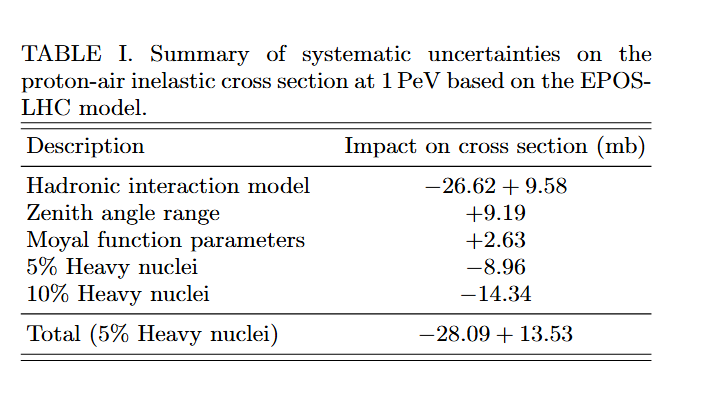 TABLE I. Summary of systematic uncertainties on the
proton-air inelastic cross section at 1 PeV based on the EPOS-
LHC model.
Description Impact on cross section (mb)
Hadronic interaction model −26.62 + 9.58
Zenith angle range +9.19
Moyal function parameters +2.63
5% Heavy nuclei −8.96
10% Heavy nuclei −14.34
Total (5% Heavy nuclei) −28.09 + 13.53